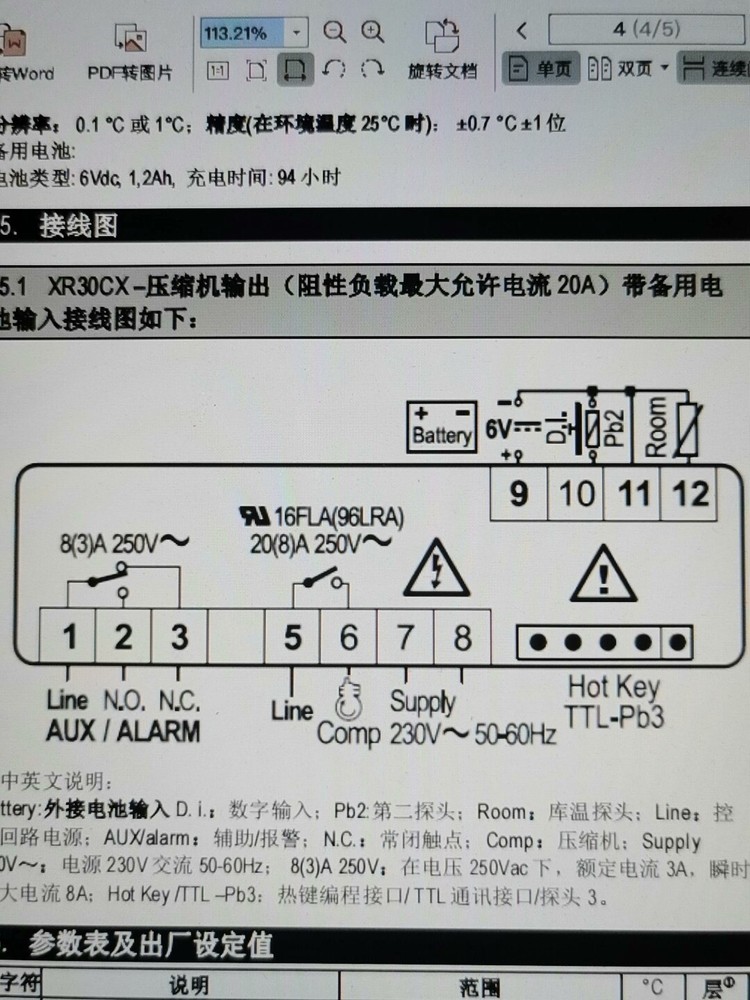 转Word
PDF转图片
113.21%
1:1
旋转文档
4 (4/5)
单页
双页
连续
分辨率： 0.1 °C 或 1°C；精度(在环境温度 25°C 时)： ±0.7 °C ±1 位
备用电池:
电池类型: 6Vdc, 1,2Ah, 充电时间: 94 小时
5. 接线图
5.1 XR30CX –压缩机输出（阻性负载最大允许电流 20A）带备用电
池输入接线图如下：
+ −
Battery
−
6V
+
D.i.
Pb2
Room
9 10 11 12
8(3)A 250V～
16FLA(96LRA)
20(8)A 250V～
1 2 3 5 6 7 8
Line N.O. N.C.
AUX / ALARM
Line
Comp
Supply
230V～ 50-60Hz
Hot Key
TTL-Pb3
中英文说明:
ttery: 外接电池输入 D. i.：数字输入；Pb2: 第二探头；Room：库温探头；Line：控
回路电源；AUX/alarm：辅助/报警；N.C.：常闭触点；Comp：压缩机；Supply
0V～：电源 230V 交流 50-60Hz； 8(3)A 250V：在电压 250Vac 下，额定电流 3A，瞬时
大电流 8A；Hot Key /TTL –Pb3：热键编程接口/ TTL 通讯接口/探头 3。
. 参数表及出厂设定值
字符 说明 范围 °C 层①